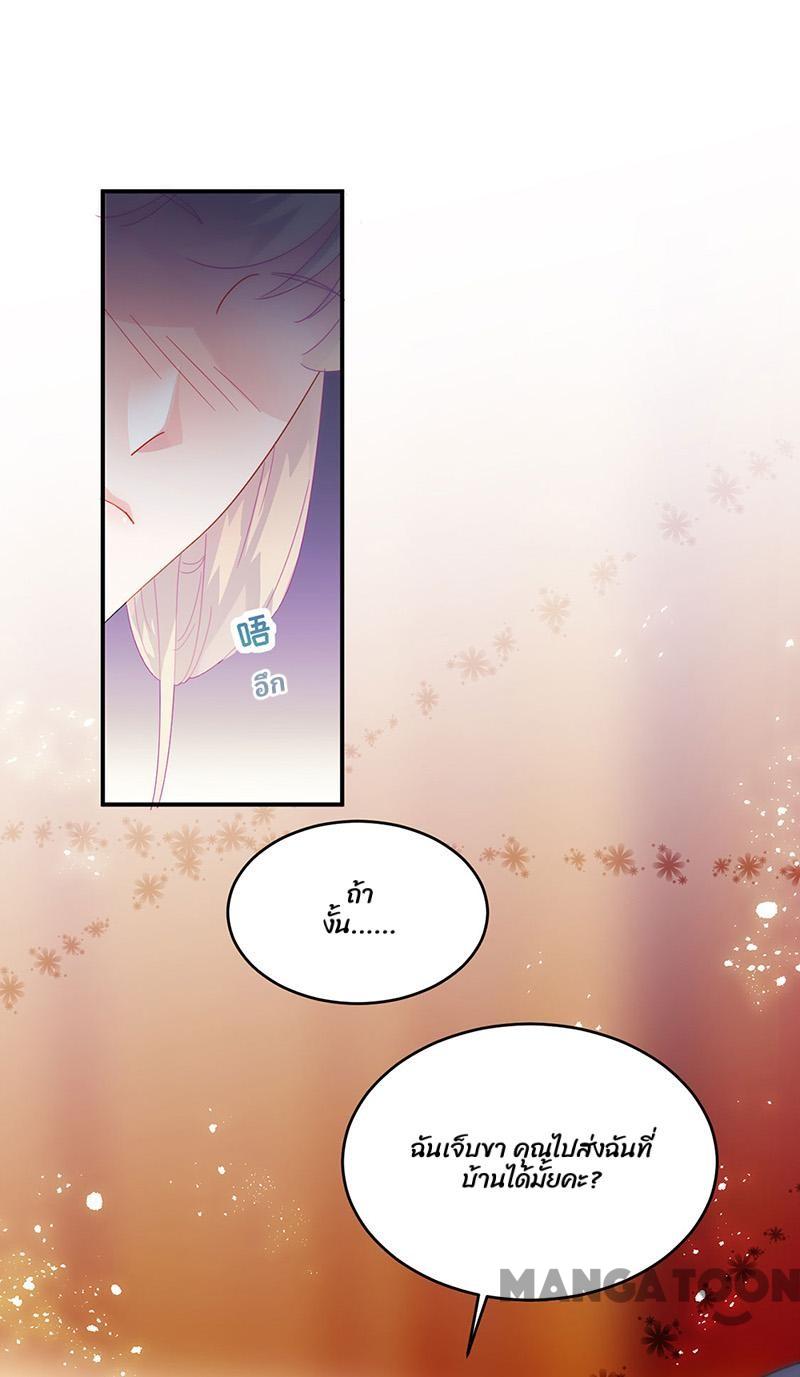 唔
อึก
ถ้า
งั้น......
ฉันเจ็บขา คุณไปส่งฉันที่
บ้านได้มั้ยคะ?
MANGATOON